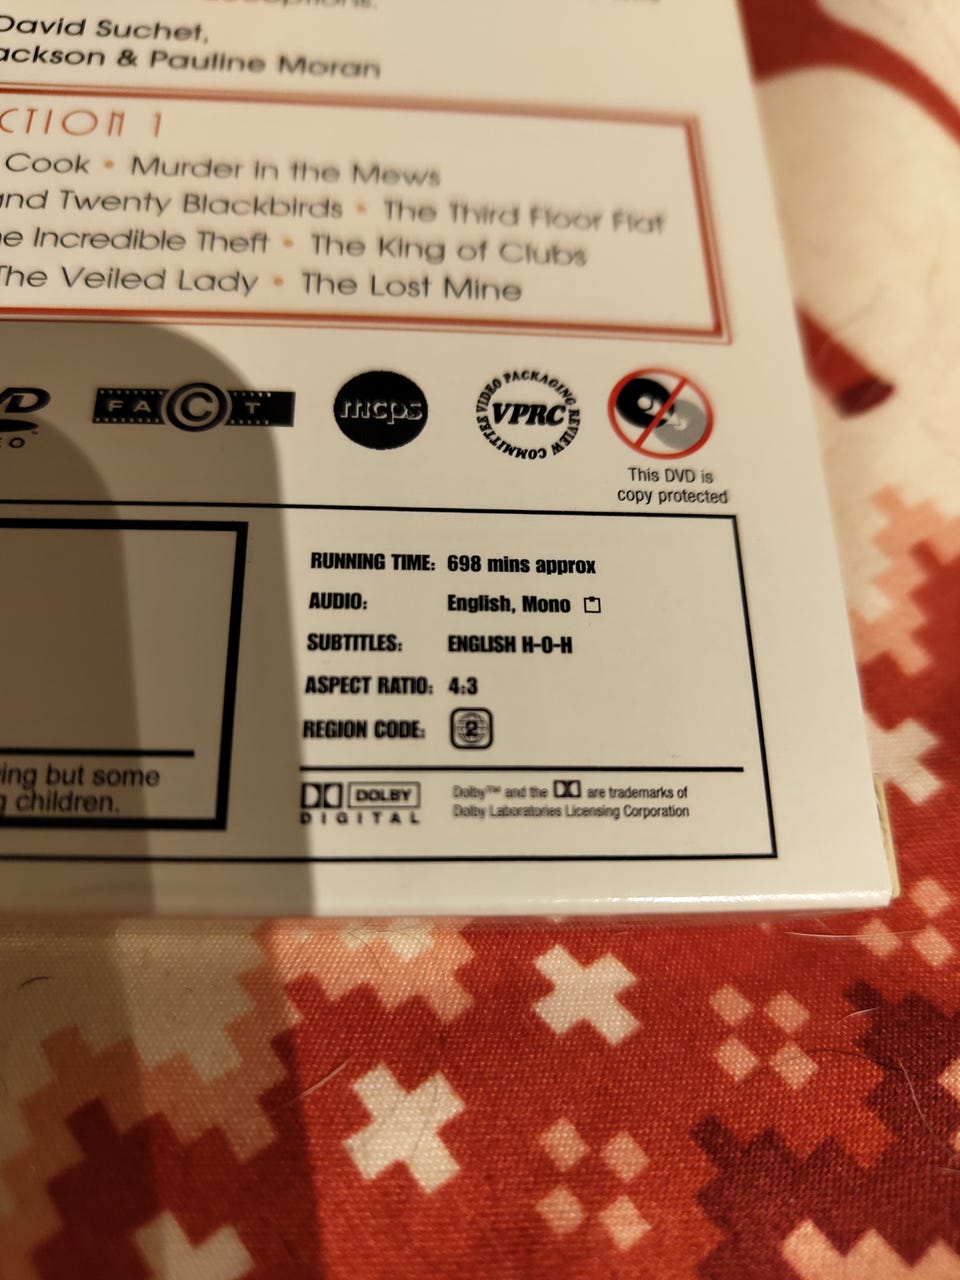 David Suchet,
ackson & Pauline Moran
CTION 1
Cook • Murder in the Mews
and Twenty Blackbirds • The Third Floor Flat
e Incredible Theft • The King of Clubs
The Veiled Lady • The Lost Mine
FACT
mcps
VIDEO PACKAGING REVIEW COMMITTEE
VPRC
This DVD is
copy protected
RUNNING TIME: 698 mins approx
AUDIO: English, Mono
SUBTITLES: ENGLISH H-O-H
ASPECT RATIO: 4:3
REGION CODE: 2
ing but some
g children.
DOLBY
DIGITAL
Dolby™ and the are trademarks of
Dolby Laboratories Licensing Corporation